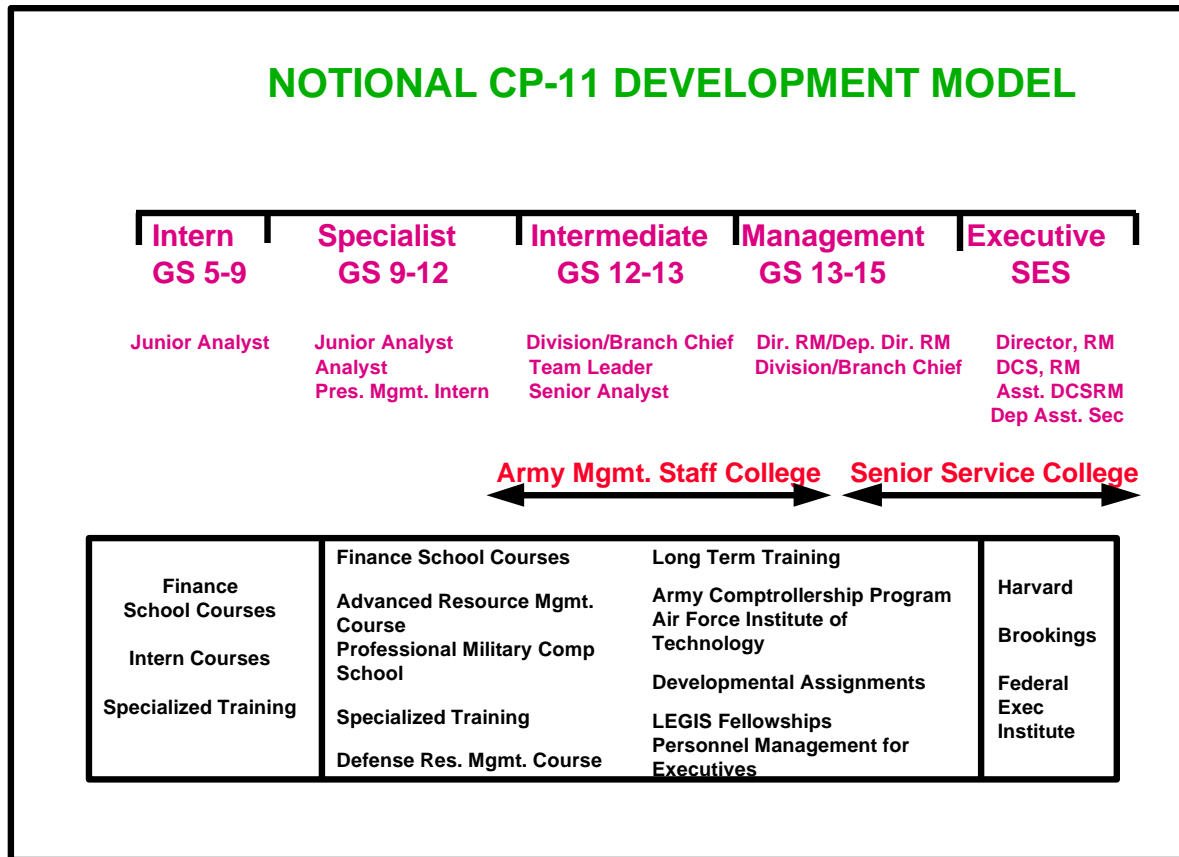 NOTIONAL CP-11 DEVELOPMENT MODEL
Intern
GS 5-9
Specialist
GS 9-12
Intermediate
GS 12-13
Management
GS 13-15
Executive
SES
Junior Analyst
Junior Analyst
Analyst
Pres. Mgmt. Intern
Division/Branch Chief
Team Leader
Senior Analyst
Dir. RM/Dep. Dir. RM
Division/Branch Chief
Director, RM
DCS, RM
Asst. DCSRM
Dep Asst. Sec
Army Mgmt. Staff College
Senior Service College
Finance
School Courses
Intern Courses
Specialized Training
Finance School Courses
Advanced Resource Mgmt.
Course
Professional Military Comp
School
Specialized Training
Defense Res. Mgmt. Course
Long Term Training
Army Comptrollership Program
Air Force Institute of
Technology
Developmental Assignments
LEGIS Fellowships
Personnel Management for
Executives
Harvard
Brookings
Federal
Exec
Institute